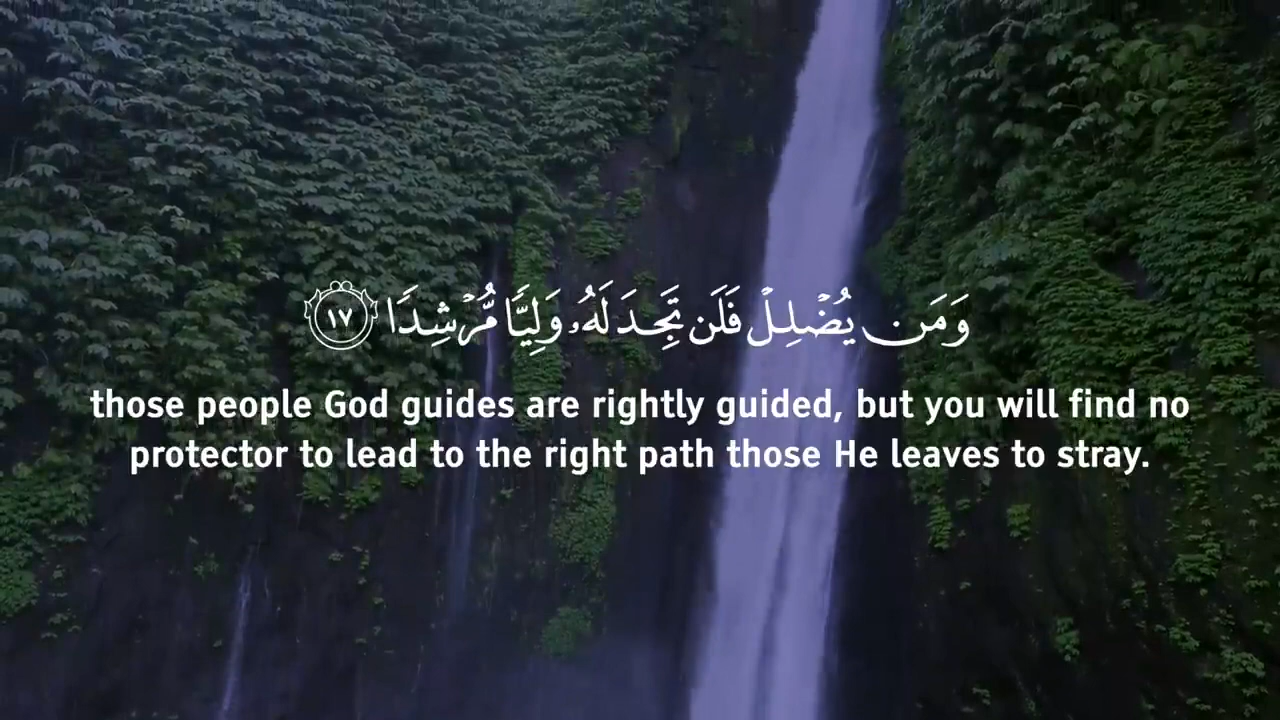 وَمَن يُضْلِلْ فَلَن تَجِدَ لَهُۥ وَلِيًّا مُّرْشِدًا ١٧
those people God guides are rightly guided, but you will find no
protector to lead to the right path those He leaves to stray.